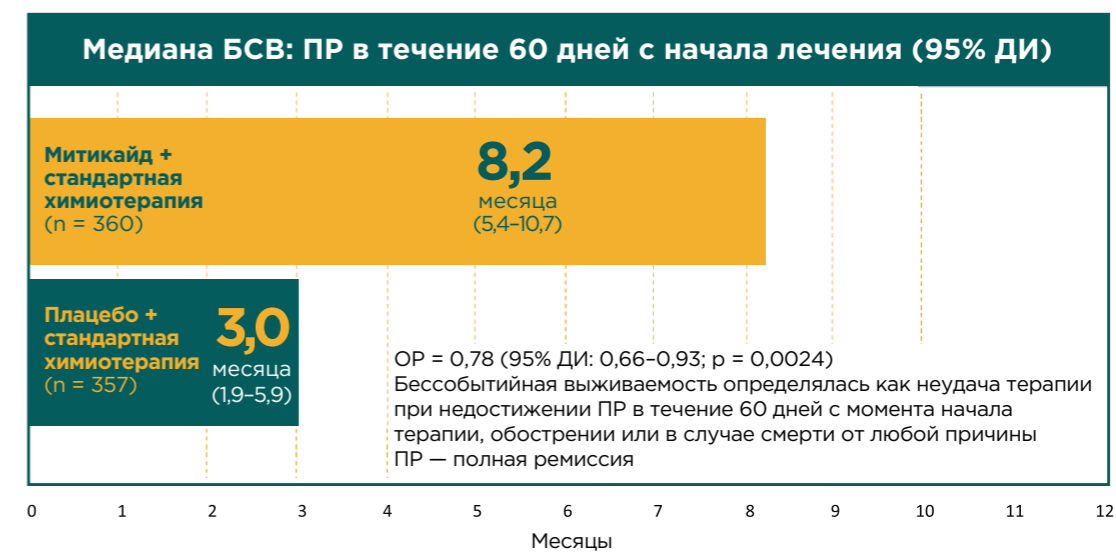 Медиана БСВ: ПР в течение 60 дней с начала лечения (95% ДИ)
Митикайд +
стандартная
химиотерапия
(n = 360)
8,2
месяца
(5,4–10,7)
Плацебо +
стандартная
химиотерапия
(n = 357)
3,0
месяца
(1,9–5,9)
ОР = 0,78 (95% ДИ: 0,66–0,93; p = 0,0024)
Бессобытийная выживаемость определялась как неудача терапии
при недостижении ПР в течение 60 дней с момента начала
терапии, обострении или в случае смерти от любой причины
ПР — полная ремиссия
0 1 2 3 4 5 6 7 8 9 10 11 12
Месяцы